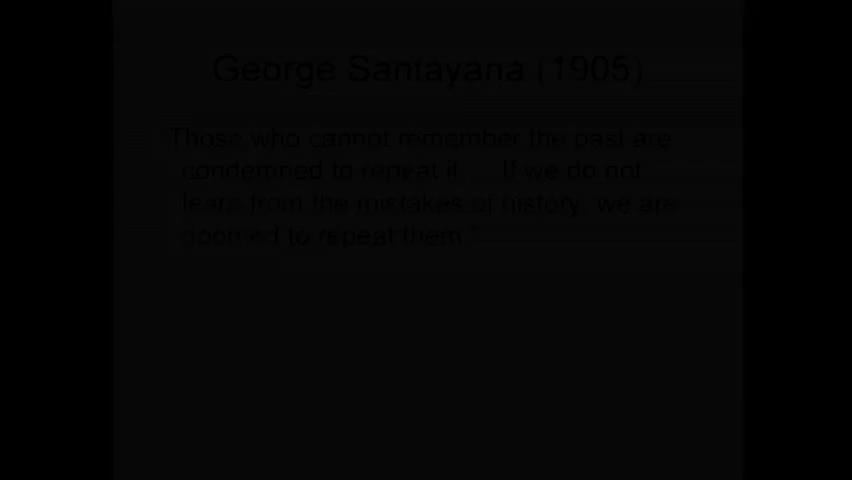 George Santayana (1905)
Those who cannot remember the past are
condemned to repeat it. ... If we do not
learn from the mistakes of history, we are
doomed to repeat them."